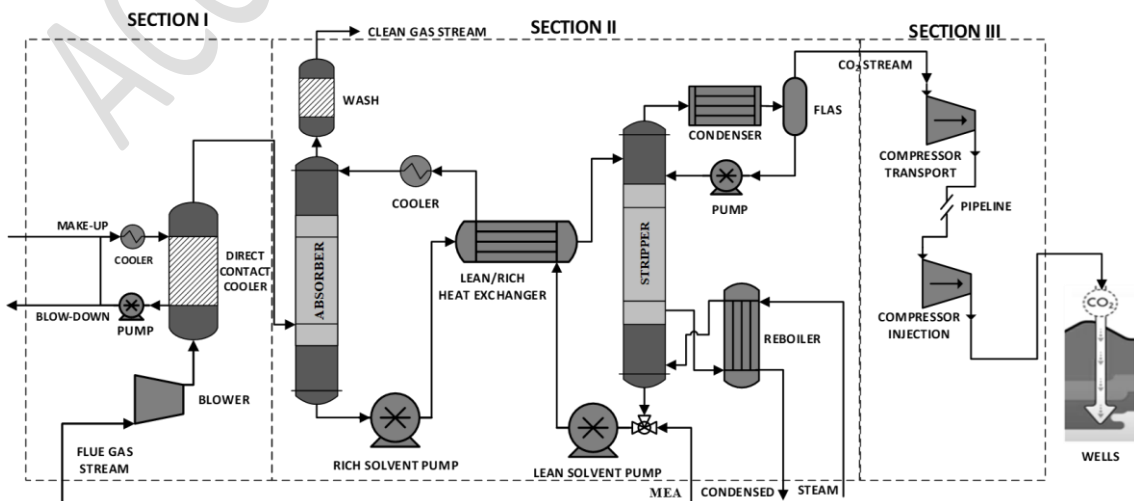 ACC
SECTION I
SECTION II
SECTION III
CLEAN GAS STREAM
CO₂ STREAM
WASH
CONDENSER
FLAS
COMPRESSOR
TRANSPORT
COOLER
PUMP
PIPELINE
MAKE-UP
COOLER
DIRECT
CONTACT
COOLER
ABSORBER
STRIPPER
LEAN/RICH
HEAT EXCHANGER
BLOW-DOWN
PUMP
COMPRESSOR
INJECTION
CO₂
REBOILER
BLOWER
FLUE GAS
STREAM
RICH SOLVENT PUMP
LEAN SOLVENT PUMP
WELLS
MEA
CONDENSED
STEAM